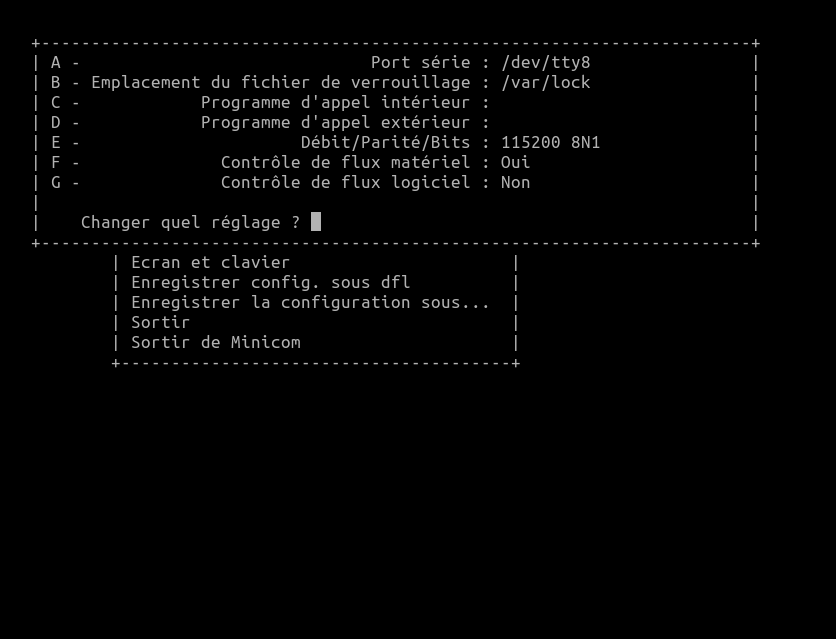 +-----------------------------------------------------------------------+
| A -                             Port série : /dev/tty8                |
| B - Emplacement du fichier de verrouillage : /var/lock                |
| C -            Programme d'appel intérieur :                          |
| D -            Programme d'appel extérieur :                          |
| E -                      Débit/Parité/Bits : 115200 8N1               |
| F -              Contrôle de flux matériel : Oui                      |
| G -              Contrôle de flux logiciel : Non                      |
|                                                                       |
|    Changer quel réglage ?                                             |
+-----------------------------------------------------------------------+
        | Ecran et clavier                      |
        | Enregistrer config. sous dfl          |
        | Enregistrer la configuration sous...  |
        | Sortir                                |
        | Sortir de Minicom                     |
        +---------------------------------------+